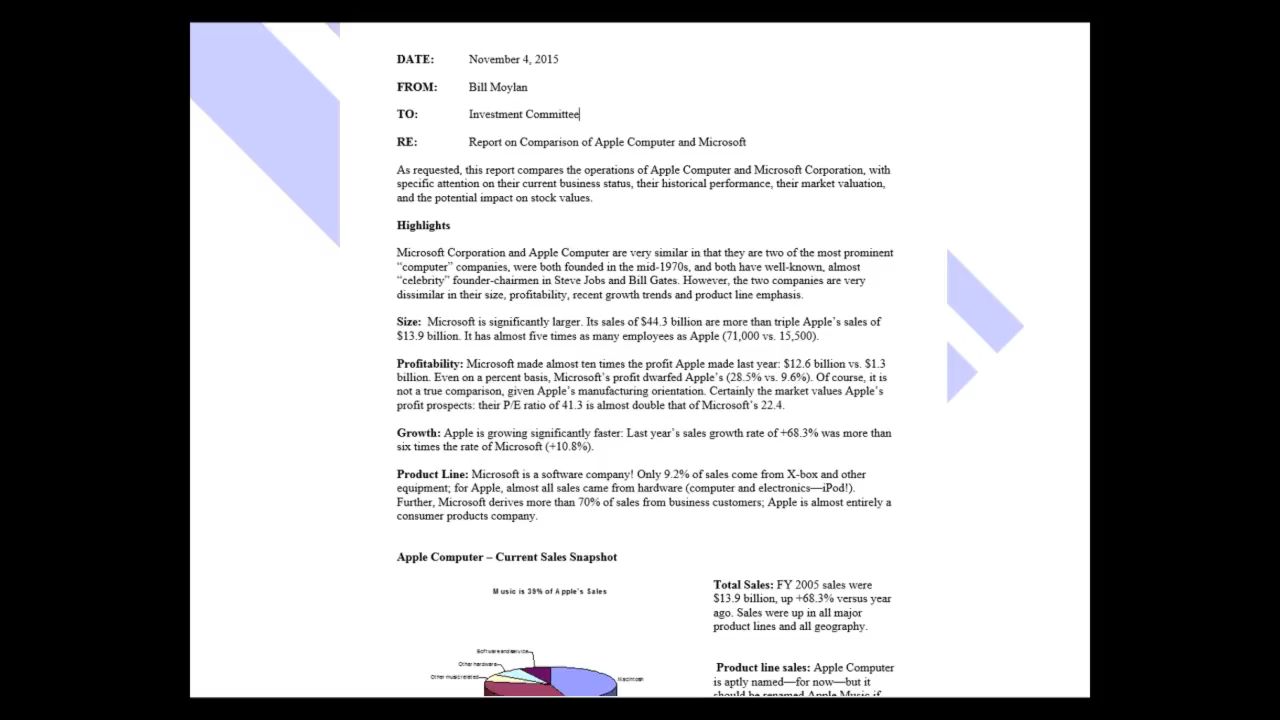 DATE: November 4, 2015
FROM: Bill Moylan
TO: Investment Committee
RE: Report on Comparison of Apple Computer and Microsoft
As requested, this report compares the operations of Apple Computer and Microsoft Corporation, with
specific attention on their current business status, their historical performance, their market valuation,
and the potential impact on stock values.
Highlights
Microsoft Corporation and Apple Computer are very similar in that they are two of the most prominent
“computer” companies, were both founded in the mid-1970s, and both have well-known, almost
“celebrity” founder-chairmen in Steve Jobs and Bill Gates. However, the two companies are very
dissimilar in their size, profitability, recent growth trends and product line emphasis.
Size: Microsoft is significantly larger. Its sales of $44.3 billion are more than triple Apple’s sales of
$13.9 billion. It has almost five times as many employees as Apple (71,000 vs. 15,500).
Profitability: Microsoft made almost ten times the profit Apple made last year: $12.6 billion vs. $1.3
billion. Even on a percent basis, Microsoft’s profit dwarfed Apple’s (28.5% vs. 9.6%). Of course, it is
not a true comparison, given Apple’s manufacturing orientation. Certainly the market values Apple’s
profit prospects: their P/E ratio of 41.3 is almost double that of Microsoft’s 22.4.
Growth: Apple is growing significantly faster: Last year’s sales growth rate of +68.3% was more than
six times the rate of Microsoft (+10.8%).
Product Line: Microsoft is a software company! Only 9.2% of sales come from X-box and other
equipment; for Apple, almost all sales came from hardware (computer and electronics—iPod!).
Further, Microsoft derives more than 70% of sales from business customers; Apple is almost entirely a
consumer products company.
Apple Computer – Current Sales Snapshot
Music is 39% of Apple's Sales
Software and service
Other hardware
Other music related
Macintosh
Total Sales: FY 2005 sales were
$13.9 billion, up +68.3% versus year
ago. Sales were up in all major
product lines and all geography.
Product line sales: Apple Computer
is aptly named—for now—but it
should be renamed Apple Music if